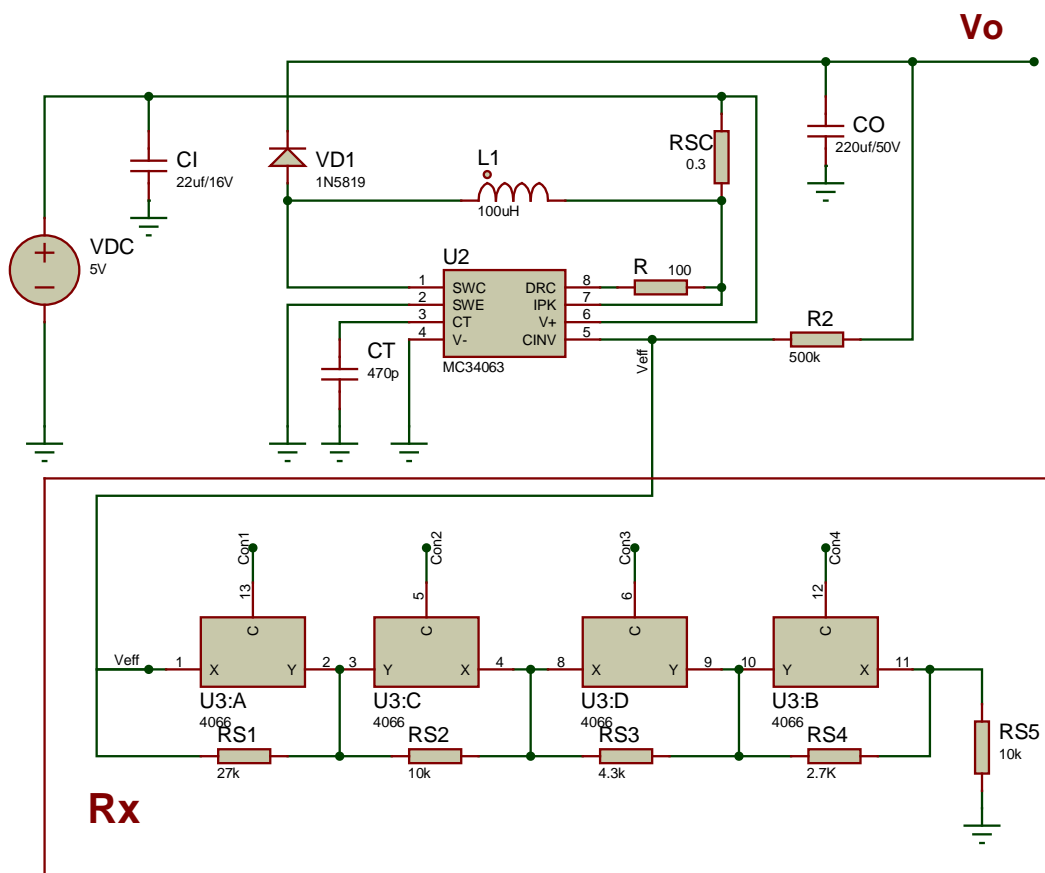 Vo
CI
22uf/16V
VD1
1N5819
L1
100uH
RSC
0.3
CO
220uf/50V
VDC
5V
U2
1 SWC DRC 8
2 SWE IPK 7
3 CT V+ 6
4 V- CINV 5
MC34063
R 100
CT
470p
R2
500k
Veff
Con1
Con2
Con3
Con4
13
5
6
12
C
C
C
C
Veff
1 X Y 2
3 Y X 4
8 X Y 9
10 Y X 11
U3:A
4066
U3:C
4066
U3:D
4066
U3:B
4066
RS1
27k
RS2
10k
RS3
4.3k
RS4
2.7K
RS5
10k
Rx